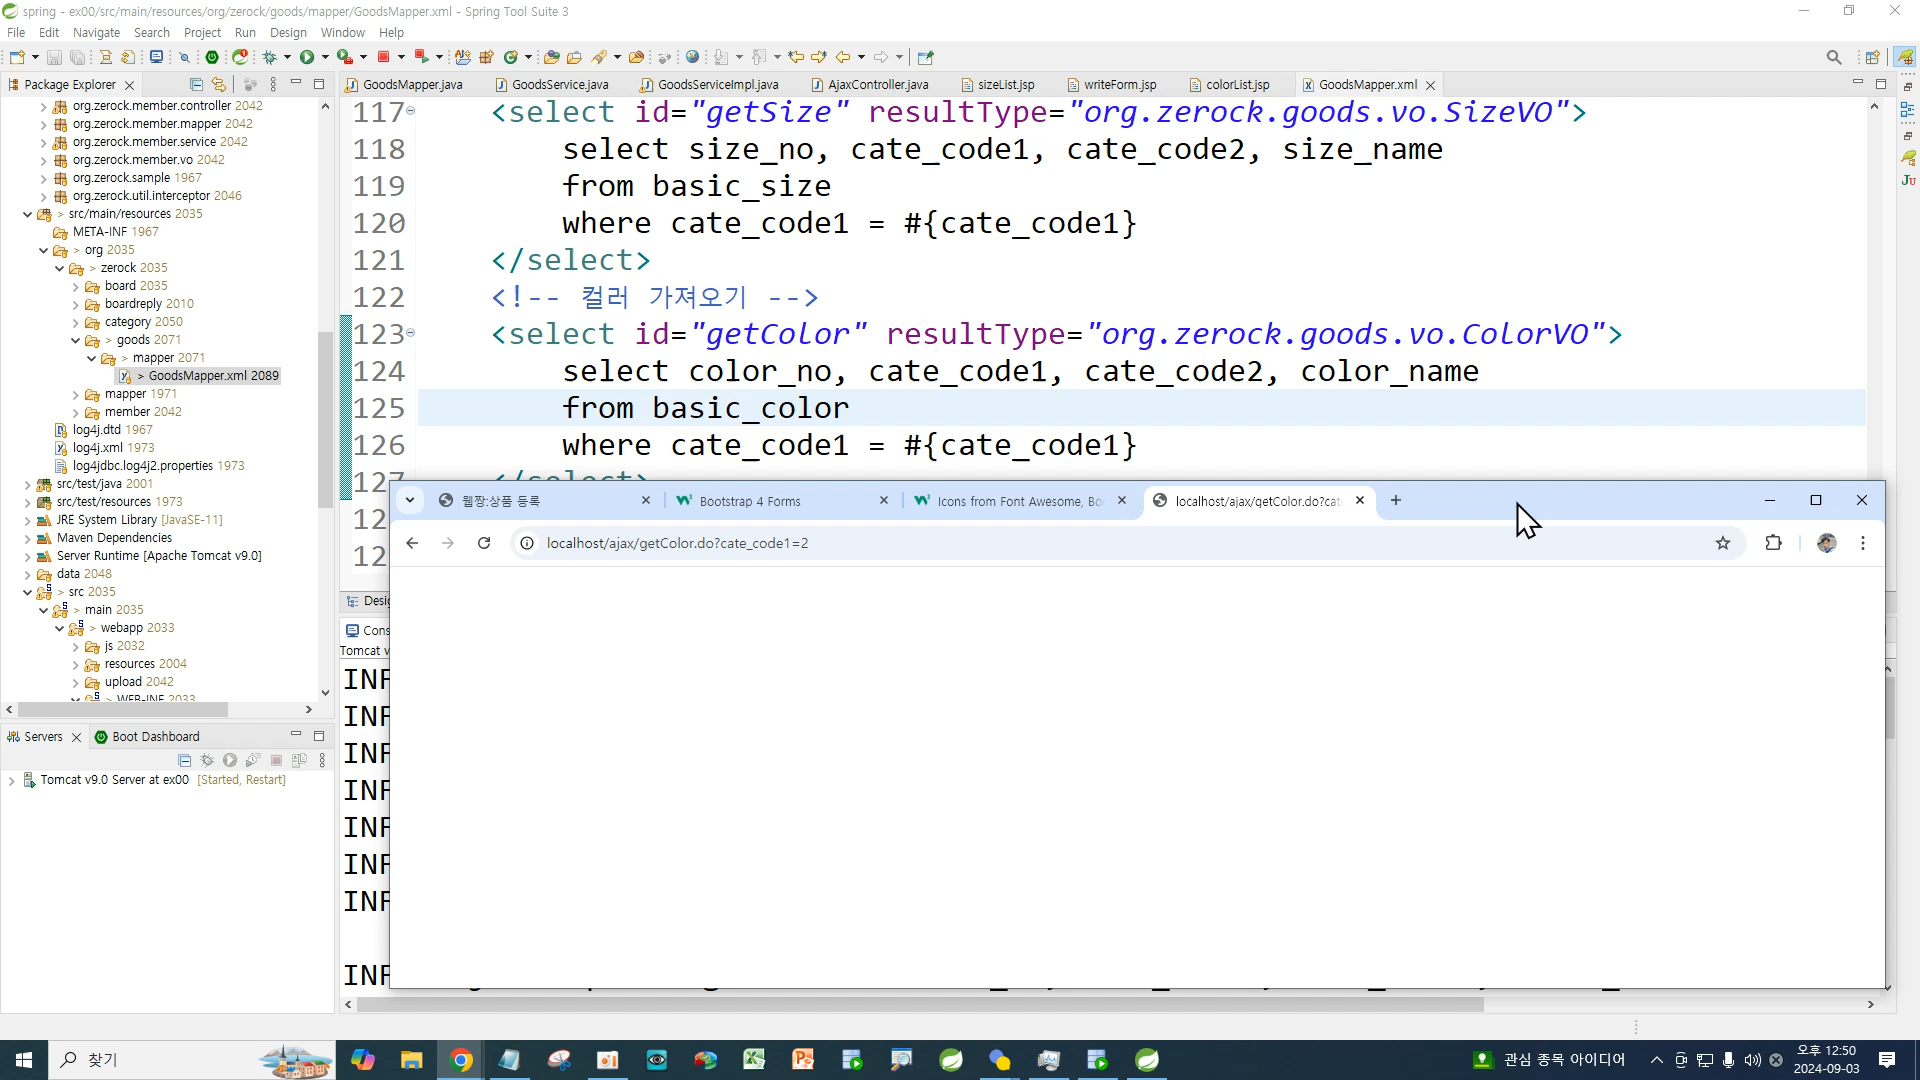 spring - ex00/src/main/resources/org/zerock/goods/mapper/GoodsMapper.xml - Spring Tool Suite 3
File Edit Navigate Search Project Run Design Window Help
Package Explorer
GoodsMapper.java GoodsService.java GoodsServiceImpl.java AjaxController.java sizeList.jsp writeForm.jsp colorList.jsp GoodsMapper.xml
org.zerock.member.controller 2042
org.zerock.member.mapper 2042
org.zerock.member.service 2042
org.zerock.member.vo 2042
org.zerock.sample 1967
org.zerock.util.interceptor 2046
> src/main/resources 2035
META-INF 1967
> org 2035
> zerock 2035
board 2035
boardreply 2010
category 2050
> goods 2071
> mapper 2071
> GoodsMapper.xml 2089
mapper 1971
member 2042
log4j.dtd 1967
log4j.xml 1973
log4jdbc.log4j2.properties 1973
src/test/java 2001
src/test/resources 1973
JRE System Library [JavaSE-11]
Maven Dependencies
Server Runtime [Apache Tomcat v9.0]
data 2048
> src 2035
> main 2035
> webapp 2033
js 2032
resources 2004
upload 2042
> WEB-INF 2033
117 <select id="getSize" resultType="org.zerock.goods.vo.SizeVO">
118 select size_no, cate_code1, cate_code2, size_name
119 from basic_size
120 where cate_code1 = #{cate_code1}
121 </select>
122 <!-- 컬러 가져오기 -->
123 <select id="getColor" resultType="org.zerock.goods.vo.ColorVO">
124 select color_no, cate_code1, cate_code2, color_name
125 from basic_color
126 where cate_code1 = #{cate_code1}
127 </select>
12
12
Desig
Cons
Tomcat v
INF
INF
INF
INF
INF
INF
INF
INF
웹짱:상품 등록 Bootstrap 4 Forms Icons from Font Awesome, Bo localhost/ajax/getColor.do?cat
localhost/ajax/getColor.do?cate_code1=2
Servers Boot Dashboard
Tomcat v9.0 Server at ex00 [Started, Restart]
찾기
관심 종목 아이디어
오후 12:50
2024-09-03